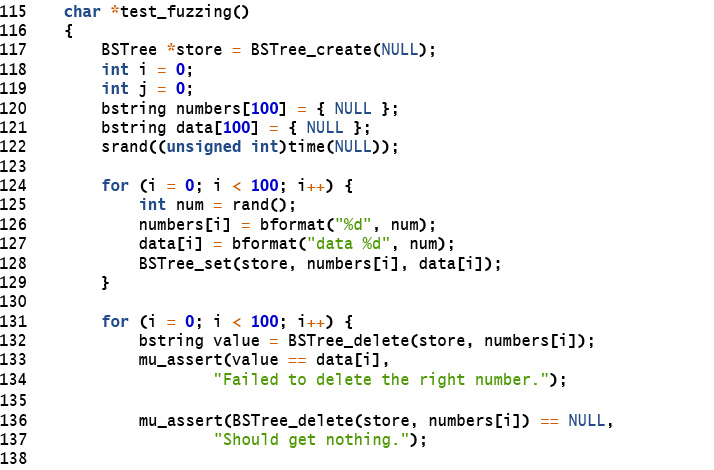 115 char *test_fuzzing()
116 {
117     BSTree *store = BSTree_create(NULL);
118     int i = 0;
119     int j = 0;
120     bstring numbers[100] = { NULL };
121     bstring data[100] = { NULL };
122     srand((unsigned int)time(NULL));
123
124     for (i = 0; i < 100; i++) {
125         int num = rand();
126         numbers[i] = bformat("%d", num);
127         data[i] = bformat("data %d", num);
128         BSTree_set(store, numbers[i], data[i]);
129     }
130
131     for (i = 0; i < 100; i++) {
132         bstring value = BSTree_delete(store, numbers[i]);
133         mu_assert(value == data[i],
134                 "Failed to delete the right number.");
135
136         mu_assert(BSTree_delete(store, numbers[i]) == NULL,
137                 "Should get nothing.");
138